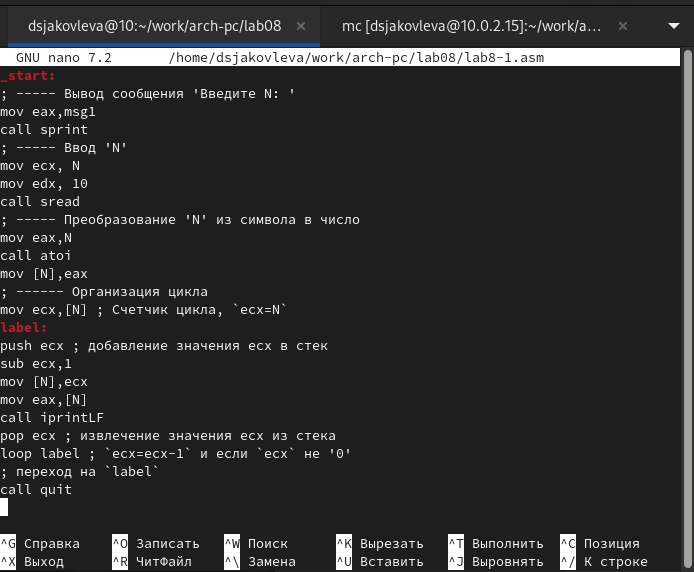 dsjakovleva@10:~/work/arch-pc/lab08 × mc [dsjakovleva@10.0.2.15]:~/work/a... ×
GNU nano 7.2 /home/dsjakovleva/work/arch-pc/lab08/lab8-1.asm
_start:
; ----- Вывод сообщения 'Введите N: '
mov eax,msg1
call sprint
; ----- Ввод 'N'
mov ecx, N
mov edx, 10
call sread
; ----- Преобразование 'N' из символа в число
mov eax,N
call atoi
mov [N],eax
; ------ Организация цикла
mov ecx,[N] ; Счетчик цикла, `ecx=N`
label:
push ecx ; добавление значения ecx в стек
sub ecx,1
mov [N],ecx
mov eax,[N]
call iprintLF
pop ecx ; извлечение значения ecx из стека
loop label ; `ecx=ecx-1` и если `ecx` не '0'
; переход на `label`
call quit
^G Справка ^O Записать ^W Поиск ^K Вырезать ^T Выполнить ^C Позиция
^X Выход ^R ЧитФайл ^\ Замена ^U Вставить ^J Выровнять ^/ К строке